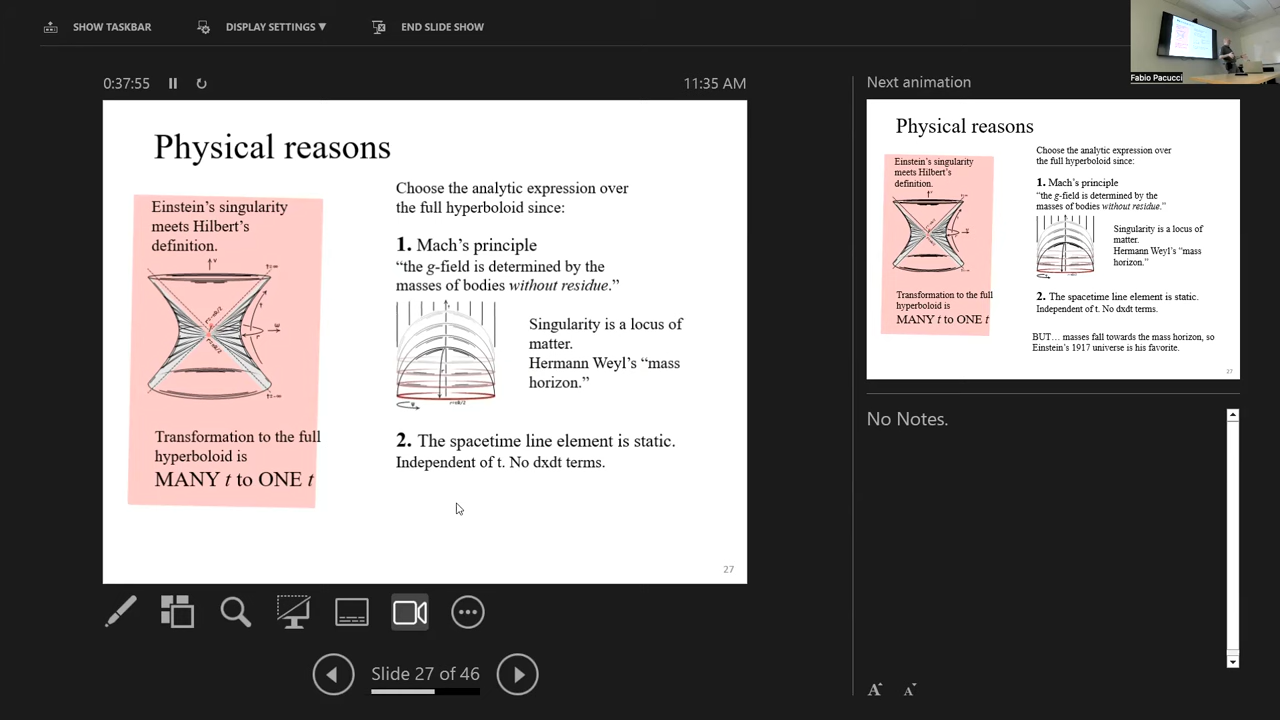 SHOW TASKBAR
DISPLAY SETTINGS ▼
END SLIDE SHOW
Fabio Pacucci
0:37:55
11:35 AM
Physical reasons
Einstein's singularity
meets Hilbert's
definition.
Transformation to the full
hyperboloid is
MANY t to ONE t
Choose the analytic expression over
the full hyperboloid since:
1. Mach's principle
“the g-field is determined by the
masses of bodies without residue.”
Singularity is a locus of
matter.
Hermann Weyl's “mass
horizon.”
2. The spacetime line element is static.
Independent of t. No dxdt terms.
27
Slide 27 of 46
Next animation
Physical reasons
Einstein's singularity
meets Hilbert's
definition.
Transformation to the full
hyperboloid is
MANY t to ONE t
Choose the analytic expression over
the full hyperboloid since:
1. Mach's principle
“the g-field is determined by the
masses of bodies without residue.”
Singularity is a locus of
matter.
Hermann Weyl's “mass
horizon.”
2. The spacetime line element is static.
Independent of t. No dxdt terms.
BUT… masses fall towards the mass horizon, so
Einstein's 1917 universe is his favorite.
27
No Notes.
A A